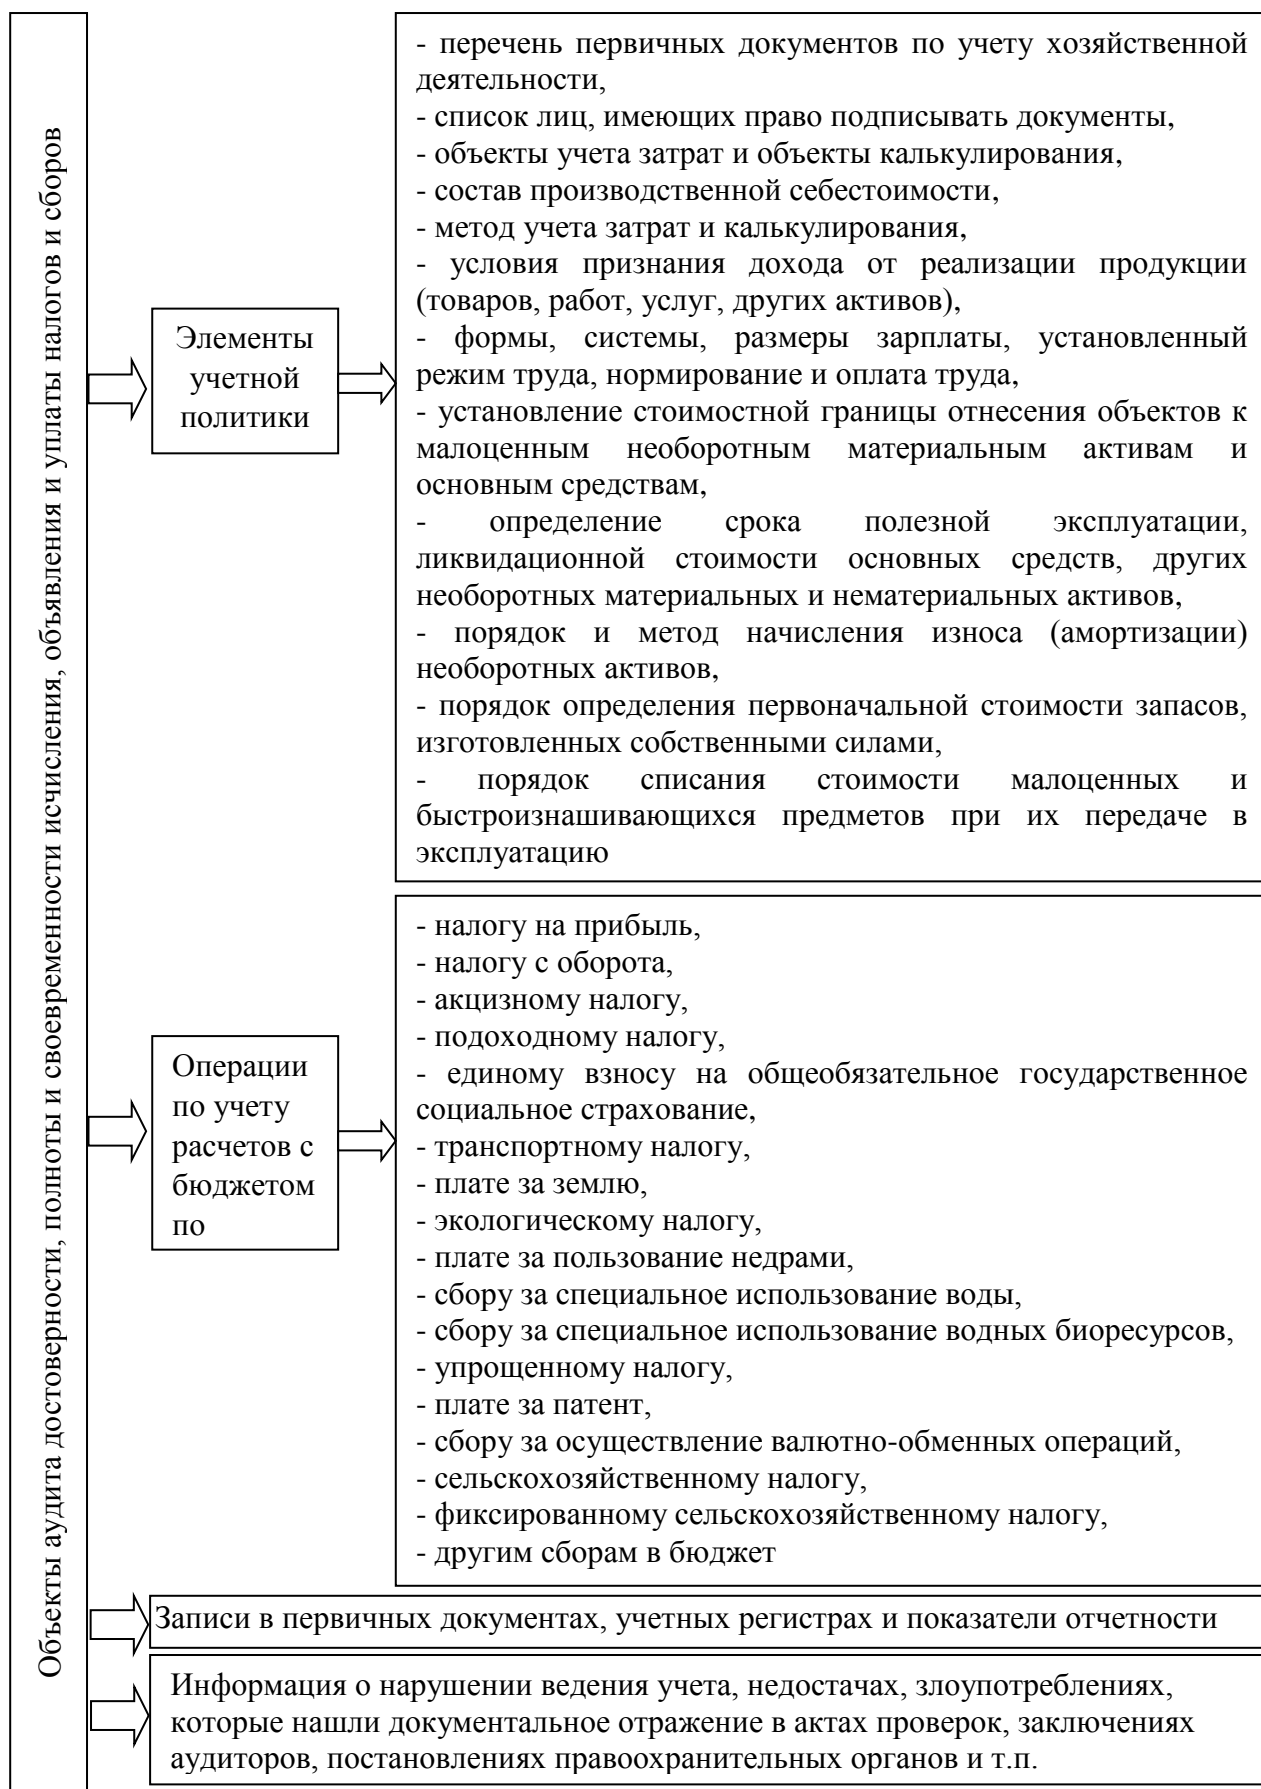 Объекты аудита достоверности, полноты и своевременности исчисления, объявления и уплаты налогов и сборов
Элементы
учетной
политики
- перечень первичных документов по учету хозяйственной
деятельности,
- список лиц, имеющих право подписывать документы,
- объекты учета затрат и объекты калькулирования,
- состав производственной себестоимости,
- метод учета затрат и калькулирования,
- условия признания дохода от реализации продукции
(товаров, работ, услуг, других активов),
- формы, системы, размеры зарплаты, установленный
режим труда, нормирование и оплата труда,
- установление стоимостной границы отнесения объектов к
малоценным необоротным материальным активам и
основным средствам,
- определение срока полезной эксплуатации,
ликвидационной стоимости основных средств, других
необоротных материальных и нематериальных активов,
- порядок и метод начисления износа (амортизации)
необоротных активов,
- порядок определения первоначальной стоимости запасов,
изготовленных собственными силами,
- порядок списания стоимости малоценных и
быстроизнашивающихся предметов при их передаче в
эксплуатацию
Операции
по учету
расчетов с
бюджетом
по
- налогу на прибыль,
- налогу с оборота,
- акцизному налогу,
- подоходному налогу,
- единому взносу на общеобязательное государственное
социальное страхование,
- транспортному налогу,
- плате за землю,
- экологическому налогу,
- плате за пользование недрами,
- сбору за специальное использование воды,
- сбору за специальное использование водных биоресурсов,
- упрощенному налогу,
- плате за патент,
- сбору за осуществление валютно-обменных операций,
- сельскохозяйственному налогу,
- фиксированному сельскохозяйственному налогу,
- другим сборам в бюджет
Записи в первичных документах, учетных регистрах и показатели отчетности
Информация о нарушении ведения учета, недостачах, злоупотреблениях,
которые нашли документальное отражение в актах проверок, заключениях
аудиторов, постановлениях правоохранительных органов и т.п.